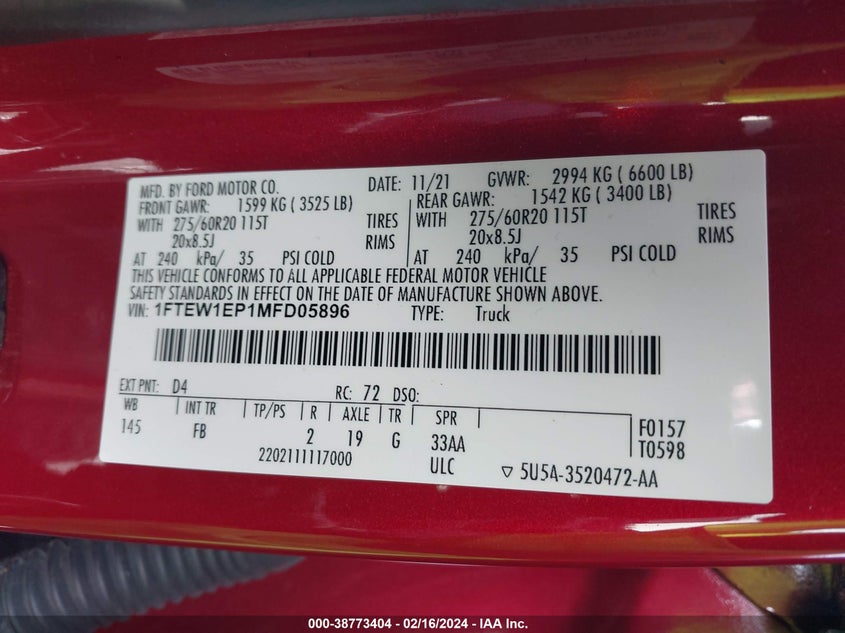 MFD. BY FORD MOTOR CO. DATE: 11/21 GVWR: 2994 KG ( 6600 LB)
FRONT GAWR: 1599 KG ( 3525 LB) REAR GAWR: 1542 KG ( 3400 LB)
WITH 275/60R20 115T TIRES WITH 275/60R20 115T TIRES
20x8.5J RIMS 20x8.5J RIMS
AT 240 kPa/ 35 PSI COLD AT 240 kPa/ 35 PSI COLD
THIS VEHICLE CONFORMS TO ALL APPLICABLE FEDERAL MOTOR VEHICLE
SAFETY STANDARDS IN EFFECT ON THE DATE OF MANUFACTURE SHOWN ABOVE.
VIN: 1FTEW1EP1MFD05896 TYPE: Truck
EXT PNT: D4 RC: 72 DSO:
WB INT TR TP/PS R AXLE TR SPR F0157
145 FB 2 19 G 33AA T0598
2202111117000 ULC ▽ 5U5A-3520472-AA
000-38773404 - 02/16/2024 - IAA Inc.